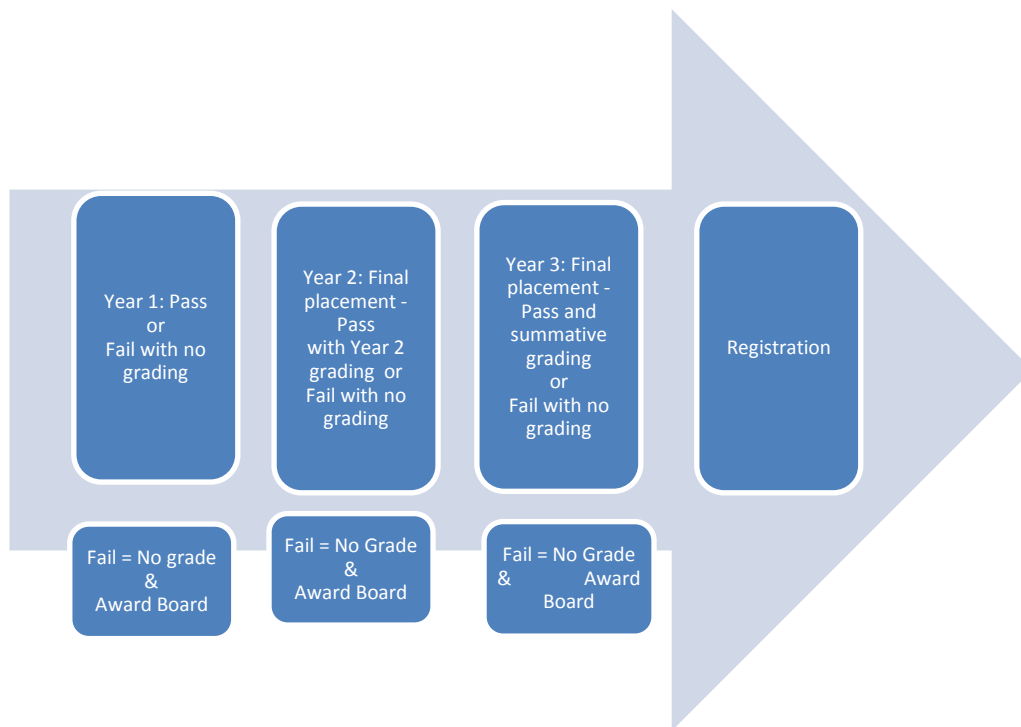 Year 1: Pass
or
Fail with no
grading
Year 2: Final
placement -
Pass
with Year 2
grading or
Fail with no
grading
Year 3: Final
placement -
Pass and
summative
grading
or
Fail with no
grading
Registration
Fail = No grade
&
Award Board
Fail = No Grade
&
Award Board
Fail = No Grade
& Award
Board